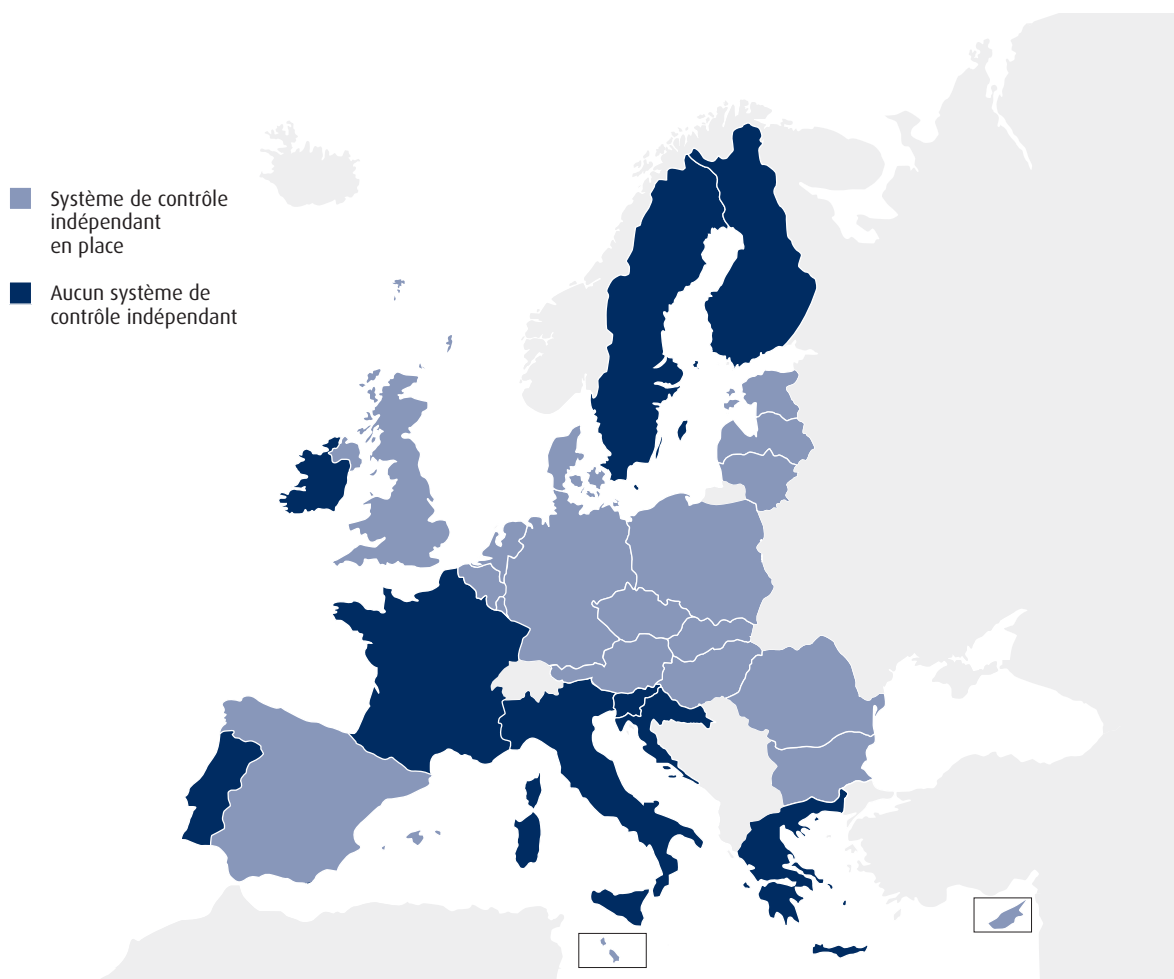 Système de contrôle
indépendant
en place
Aucun système de
contrôle indépendant